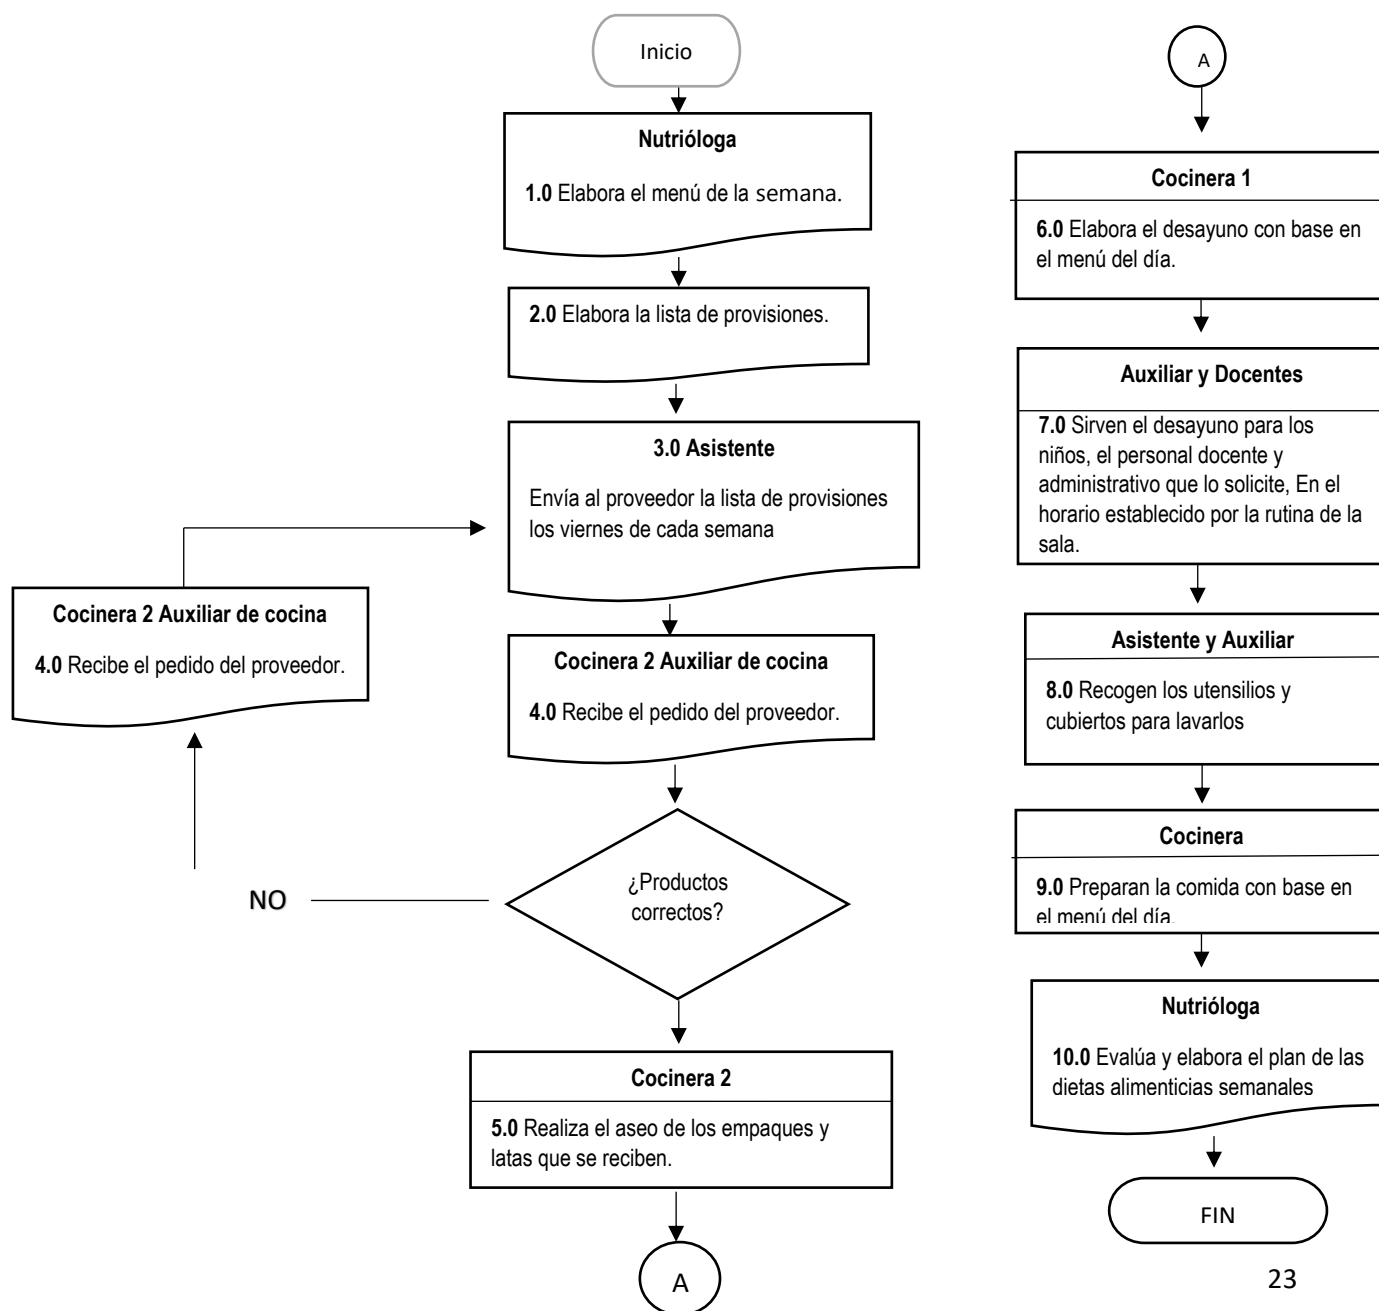 Inicio
Nutrióloga
1.0 Elabora el menú de la semana.
2.0 Elabora la lista de provisiones.
3.0 Asistente
Envía al proveedor la lista de provisiones
los viernes de cada semana
Cocinera 2 Auxiliar de cocina
4.0 Recibe el pedido del proveedor.
Cocinera 2 Auxiliar de cocina
4.0 Recibe el pedido del proveedor.
¿Productos
correctos?
NO
Cocinera 2
5.0 Realiza el aseo de los empaques y
latas que se reciben.
A
A
Cocinera 1
6.0 Elabora el desayuno con base en
el menú del día.
Auxiliar y Docentes
7.0 Sirven el desayuno para los
niños, el personal docente y
administrativo que lo solicite, En el
horario establecido por la rutina de la
sala.
Asistente y Auxiliar
8.0 Recogen los utensilios y
cubiertos para lavarlos
Cocinera
9.0 Preparan la comida con base en
el menú del día.
Nutrióloga
10.0 Evalúa y elabora el plan de las
dietas alimenticias semanales
FIN
23